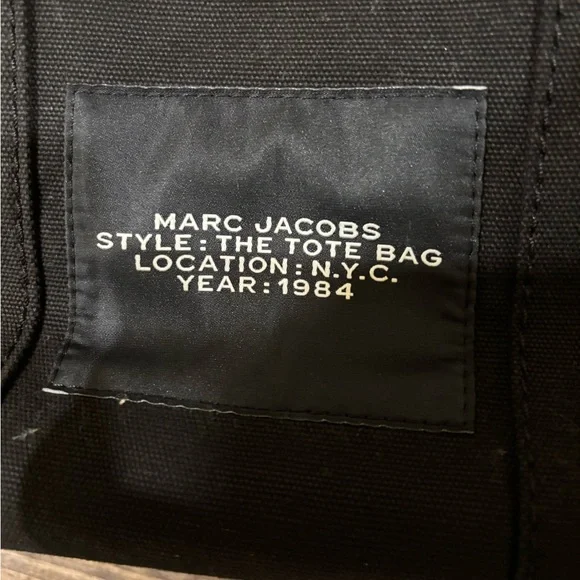 MARC JACOBS
STYLE: THE TOTE BAG
LOCATION: N.Y.C.
YEAR: 1984